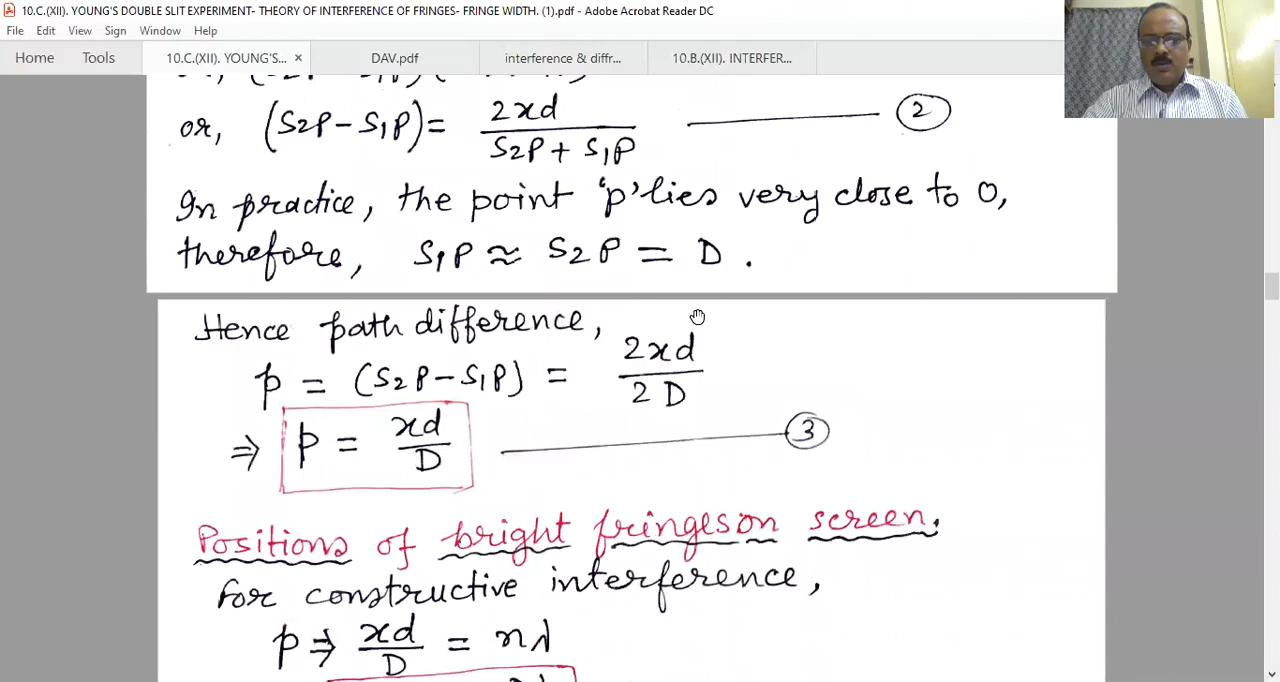 10.C.(XII). YOUNG'S DOUBLE SLIT EXPERIMENT- THEORY OF INTERFERENCE OF FRINGES- FRINGE WIDTH. (1).pdf - Adobe Acrobat Reader DC
File Edit View Sign Window Help
Home Tools 10.C.(XII). YOUNG'S... × DAV.pdf interference & diffr... 10.B.(XII). INTERFER...
or, (S2P-S1P) = 2xd / S2P + S1P ——— 2
In practice, the point 'p' lies very close to O,
therefore, S1P ≈ S2P = D.
Hence path difference,
p = (S2P-S1P) = 2xd / 2D
⇒ p = xd / D ——— 3
Positions of bright fringes on screen.
For constructive interference,
p ⇒ xd / D = nλ